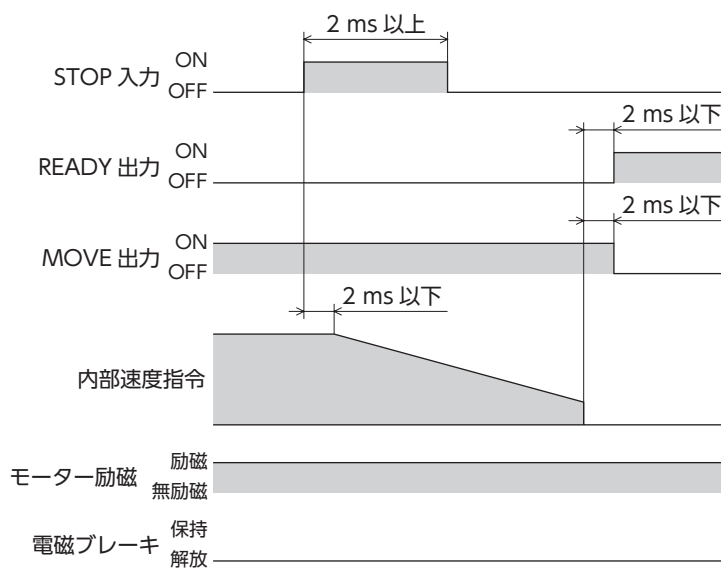 2 ms 以上
STOP 入力 ON
OFF
2 ms 以下
READY 出力 ON
OFF
2 ms 以下
MOVE 出力 ON
OFF
2 ms 以下
内部速度指令
モーター励磁 励磁
無励磁
電磁ブレーキ 保持
解放